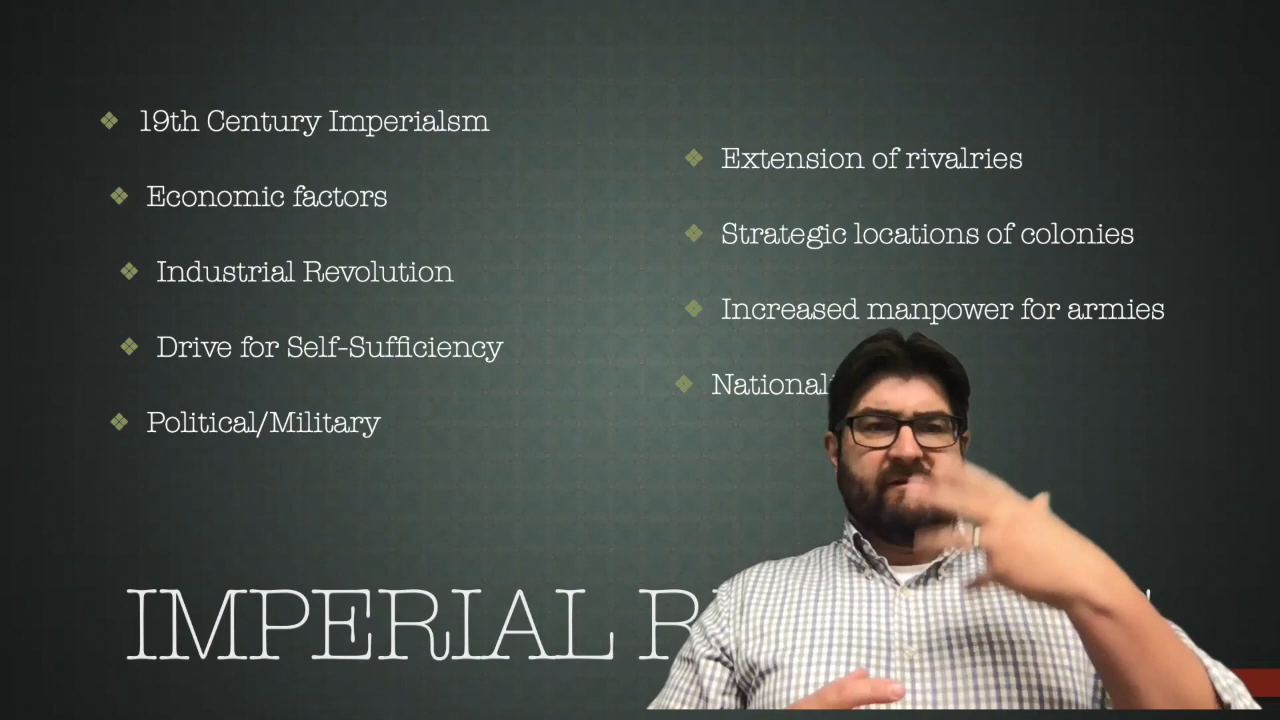 19th Century Imperialsm
Economic factors
Industrial Revolution
Drive for Self-Sufficiency
Political/Military
Extension of rivalries
Strategic locations of colonies
Increased manpower for armies
IMPERIAL